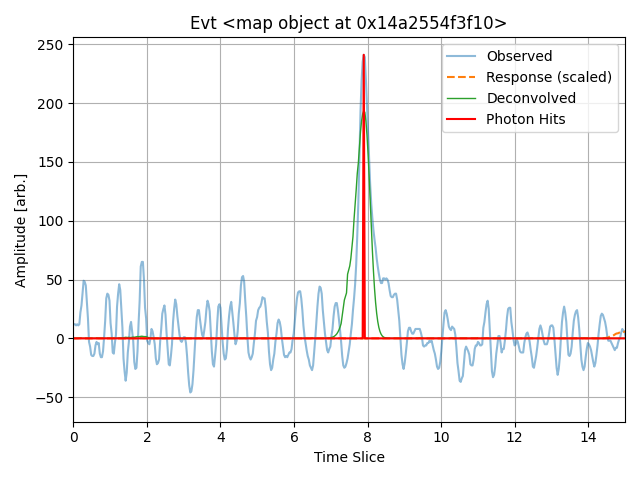 Evt <map object at 0x14a2554f3f10>
Observed
Response (scaled)
Deconvolved
Photon Hits
Amplitude [arb.]
250
200
150
100
50
0
−50
0 2 4 6 8 10 12 14
Time Slice